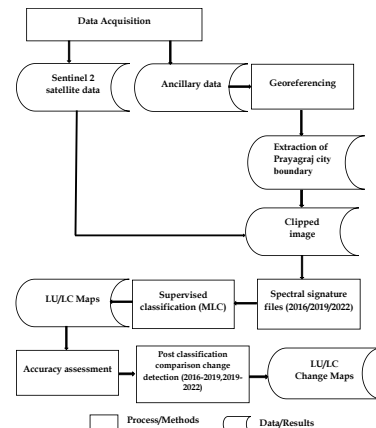 Data Acquisition
Sentinel 2
satellite data
Ancillary data
Georeferencing
Extraction of
Prayagraj city
boundary
Clipped
image
LU/LC Maps
Supervised
classification (MLC)
Spectral signature
files (2016/2019/2022)
Accuracy assessment
Post classification
comparison change
detection (2016-2019,2019-
2022)
LU/LC
Change Maps
Process/Methods
Data/Results